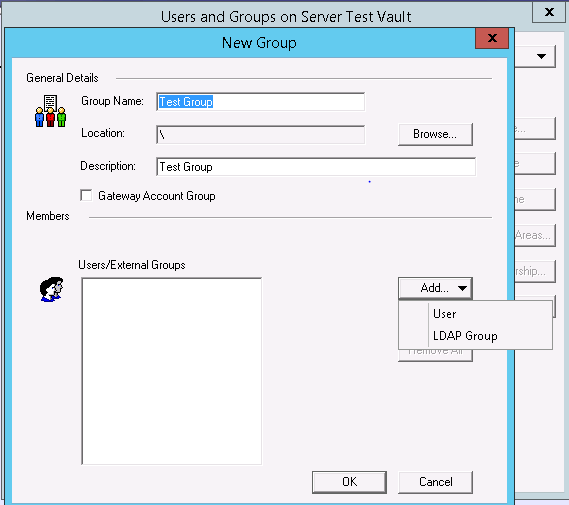 Users and Groups on Server Test Vault
x
New Group
x
General Details
Group Name:
Test Group
Location:
\
Browse...
Description:
Test Group
Gateway Account Group
Members
Users/External Groups
Add...
User
LDAP Group
Remove All
Areas...
OK
Cancel